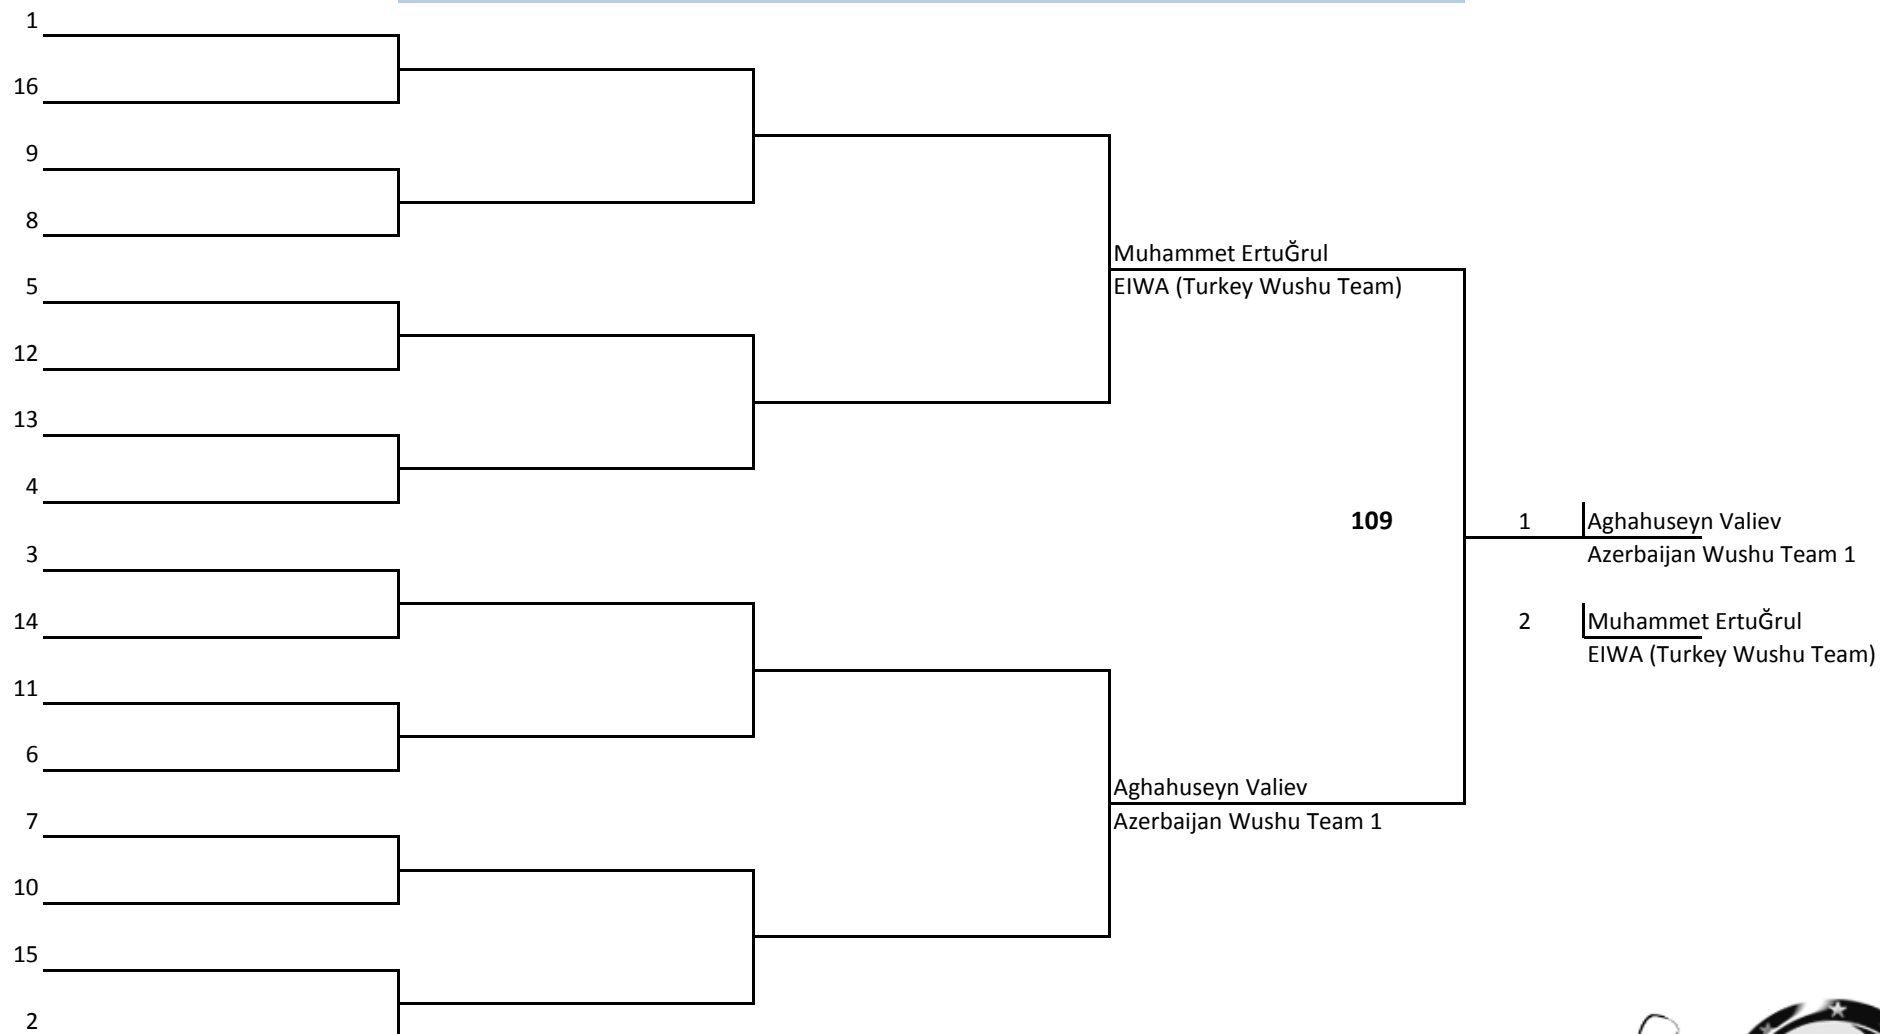 1
16
9
8
Muhammet ErtuĞrul
5
EIWA (Turkey Wushu Team)
12
13
4
109
1
Aghahuseyn Valiev
3
Azerbaijan Wushu Team 1
14
2
Muhammet ErtuĞrul
EIWA (Turkey Wushu Team)
11
6
Aghahuseyn Valiev
7
Azerbaijan Wushu Team 1
10
15
2